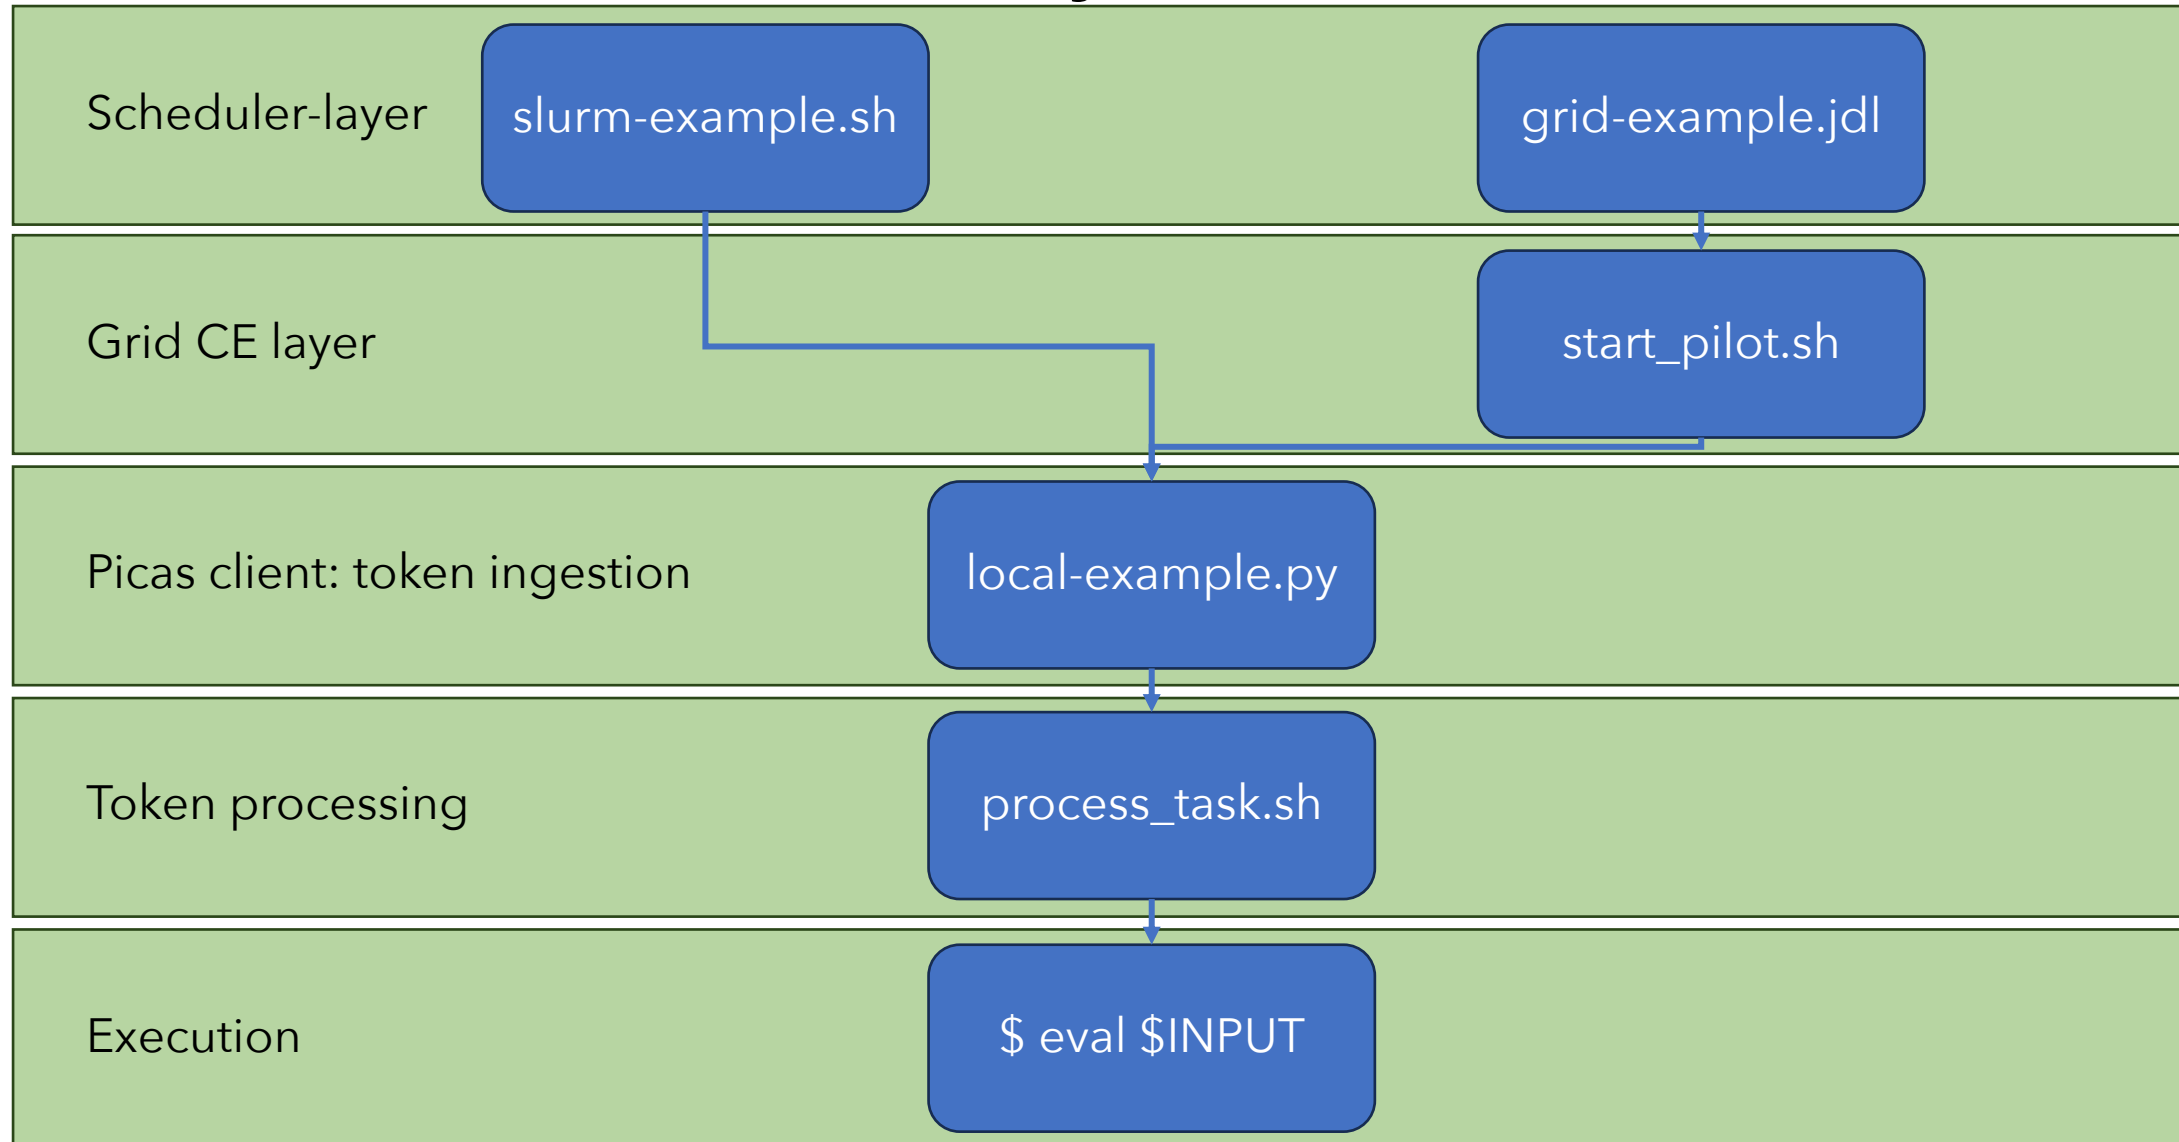 Scheduler-layer
slurm-example.sh
grid-example.jdl
Grid CE layer
start_pilot.sh
Picas client: token ingestion
local-example.py
Token processing
process_task.sh
Execution
$ eval $INPUT